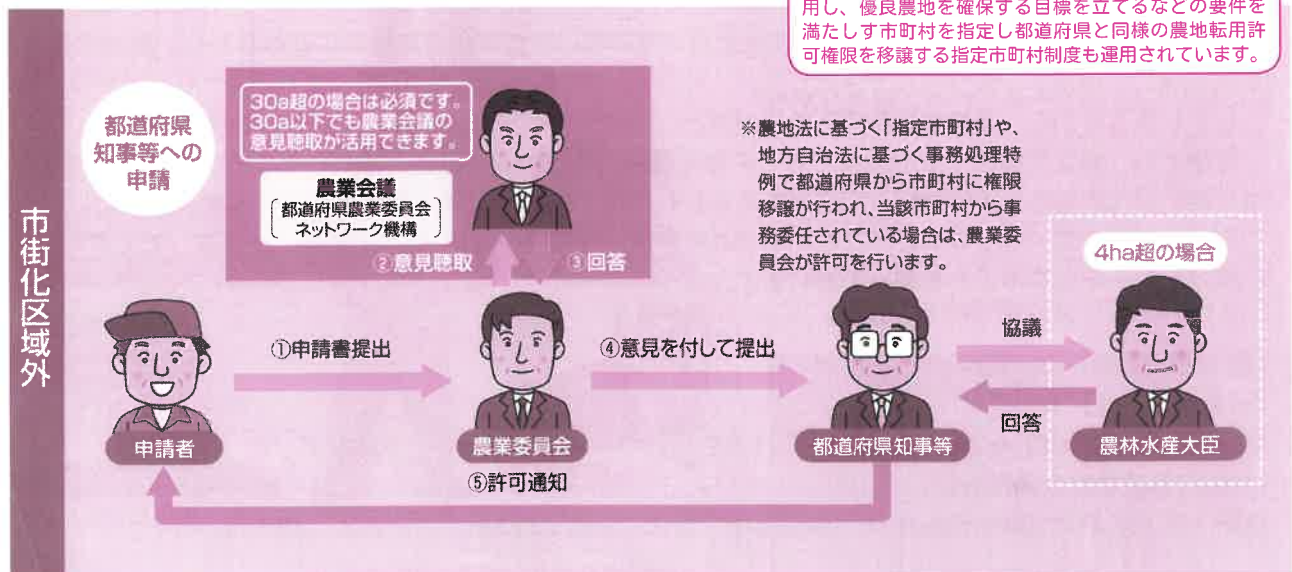 用し、優良農地を確保する目標を立てるなどの要件を
満たしす市町村を指定し都道府県と同様の農地転用許
可権限を移譲する指定市町村制度も運用されています。
市街化区域外
都道府県
知事等への
申請
30a超の場合は必須です。
30a以下でも農業会議の
意見聴取が活用できます。
農業会議
都道府県農業委員会
ネットワーク機構
②意見聴取
③回答
※農地法に基づく「指定市町村」や、
地方自治法に基づく事務処理特
例で都道府県から市町村に権限
移譲が行われ、当該市町村から事
務委任されている場合は、農業委
員会が許可を行います。
4ha超の場合
①申請書提出
④意見を付して提出
協議
回答
申請者
農業委員会
都道府県知事等
農林水産大臣
⑤許可通知